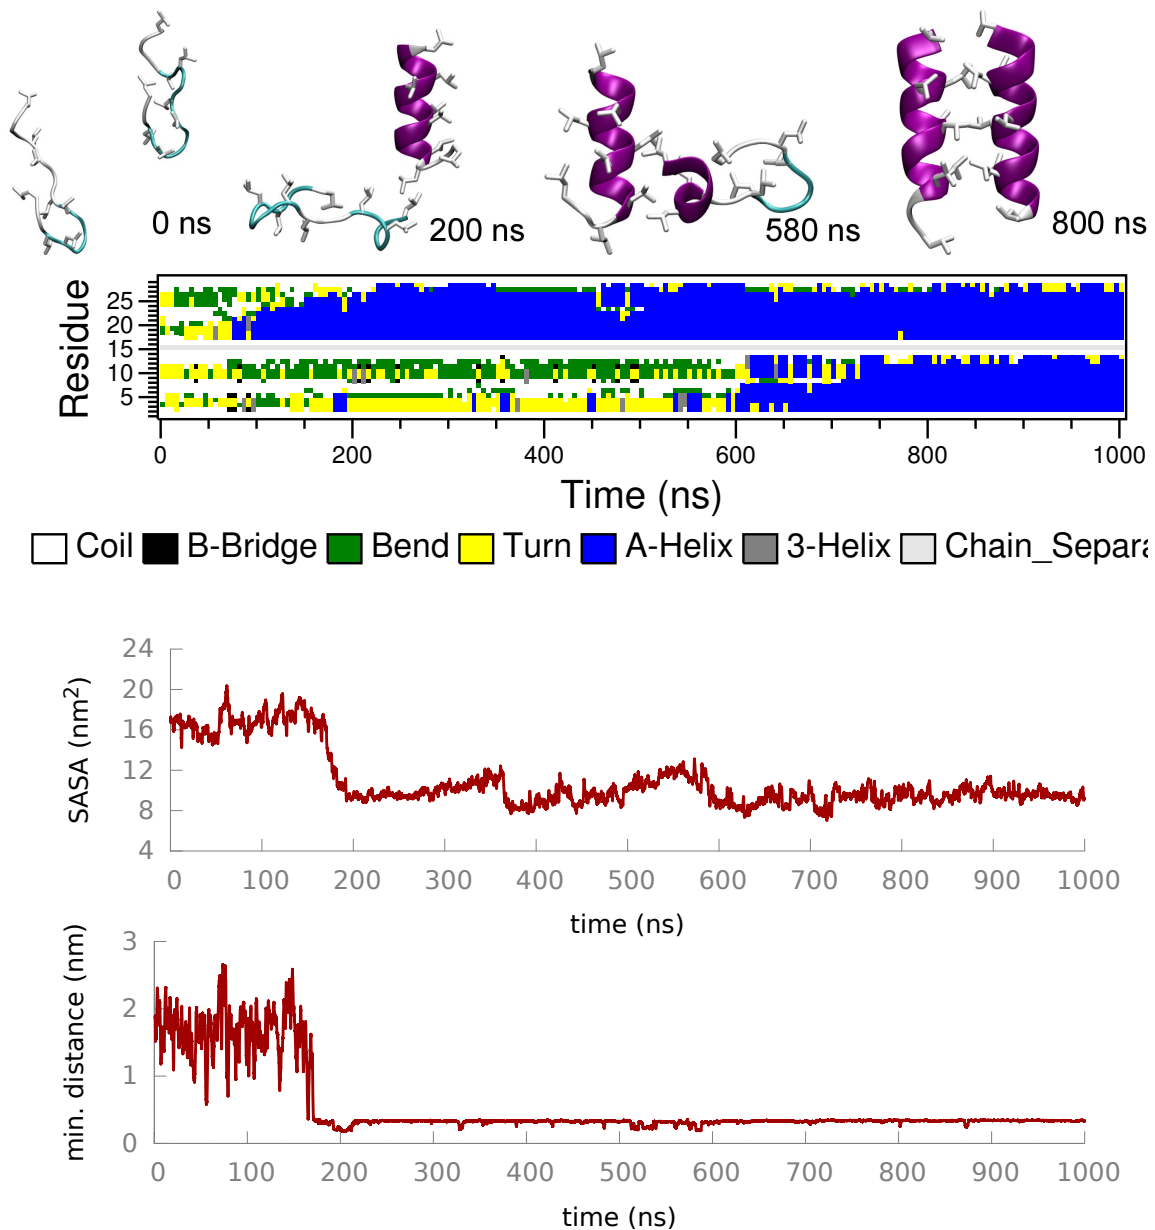 0 ns
200 ns
580 ns
800 ns
Residue
25
20
15
10
5
0 200 400 600 800 1000
Time (ns)
Coil B-Bridge Bend Turn A-Helix 3-Helix Chain_Separa
SASA (nm²)
24
20
16
12
8
4
0 100 200 300 400 500 600 700 800 900 1000
time (ns)
min. distance (nm)
3
2
1
0
0 100 200 300 400 500 600 700 800 900 1000
time (ns)